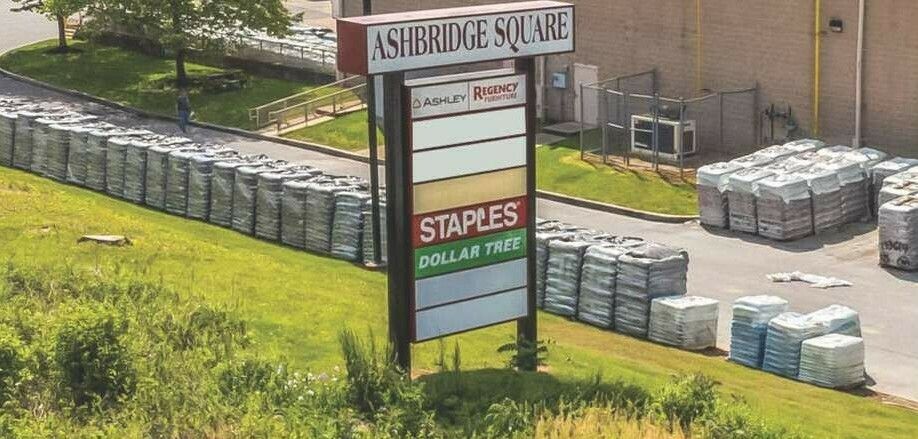 ASHBRIDGE SQUARE
ASHLEY REGENCY
FURNITURE
STAPLES
DOLLAR TREE